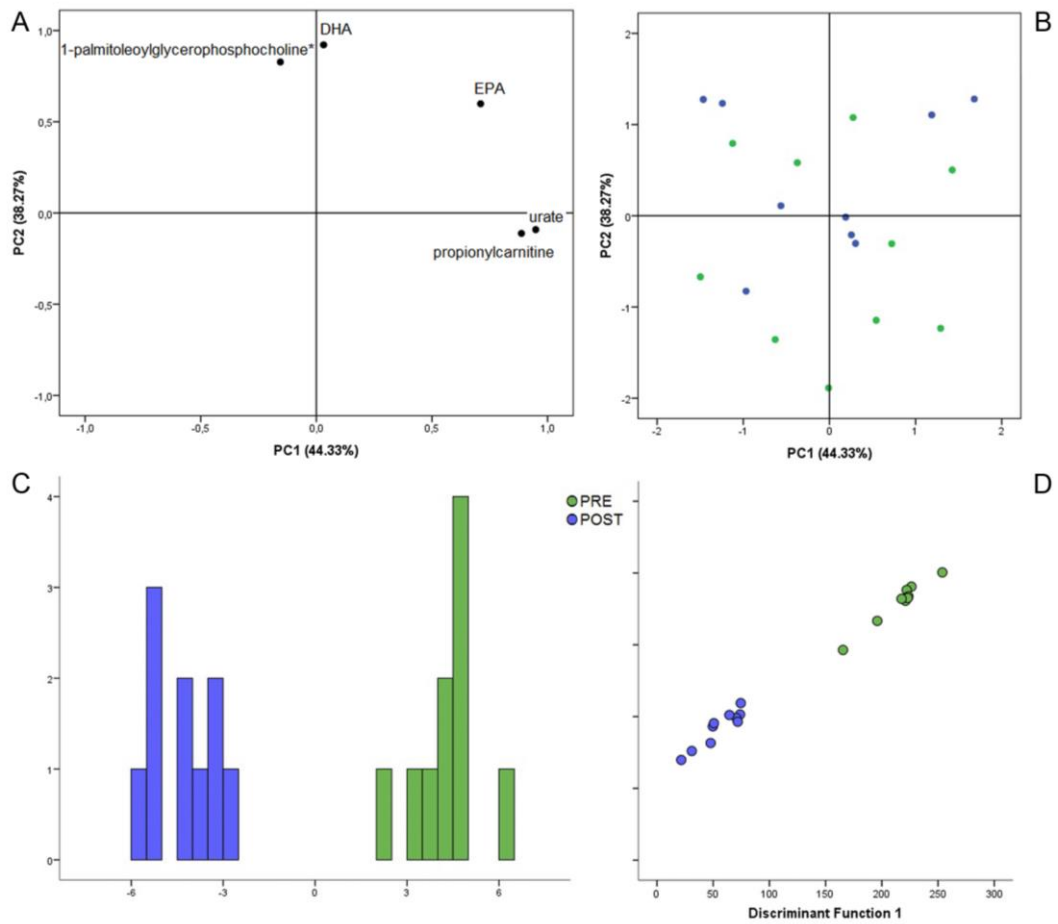 A
DHA
1-palmitoleoylglycerophosphocholine*
EPA
urate
propionylcarnitine
1,0
0,5
0,0
-0,5
-1,0
PC2 (38.27%)
-1,0
-0,5
0,0
0,5
1,0
PC1 (44.33%)
B
2
1
0
-1
-2
PC2 (38.27%)
-2
-1
0
1
2
PC1 (44.33%)
C
4
3
2
1
0
-6
-3
0
3
6
PRE
POST
D
0
50
100
150
200
250
300
Discriminant Function 1